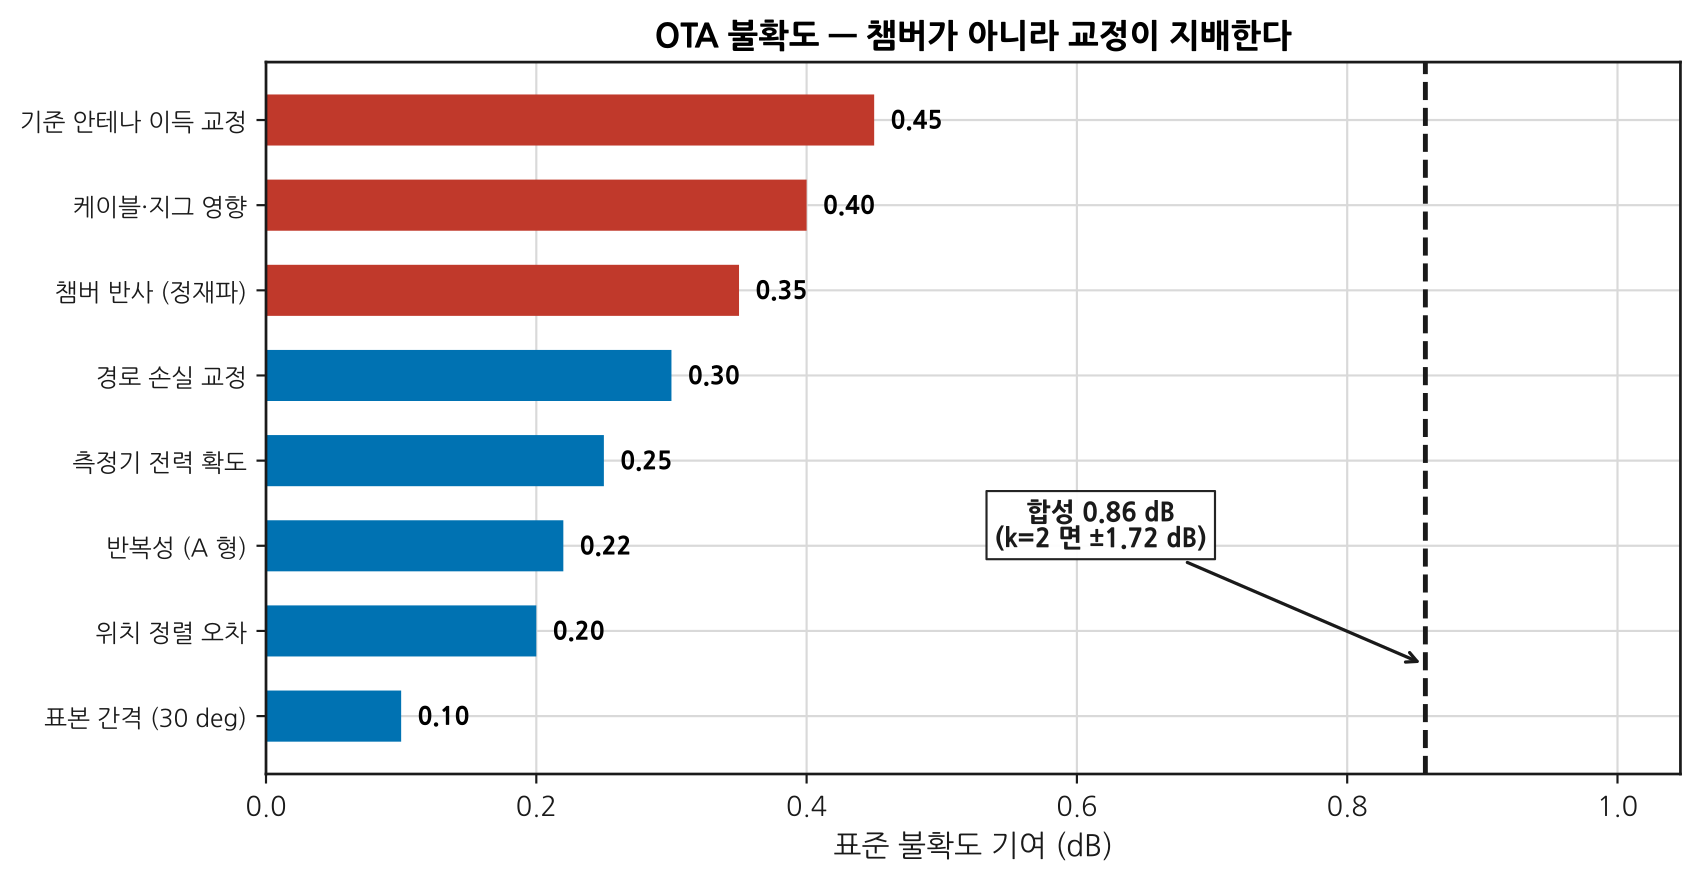 OTA 불확도 — 챔버가 아니라 교정이 지배한다
기준 안테나 이득 교정
0.45
케이블·지그 영향
0.40
챔버 반사 (정재파)
0.35
경로 손실 교정
0.30
측정기 전력 확도
0.25
반복성 (A 형)
0.22
위치 정렬 오차
0.20
표본 간격 (30 deg)
0.10
합성 0.86 dB
(k=2 면 ±1.72 dB)
0.0
0.2
0.4
0.6
0.8
1.0
표준 불확도 기여 (dB)